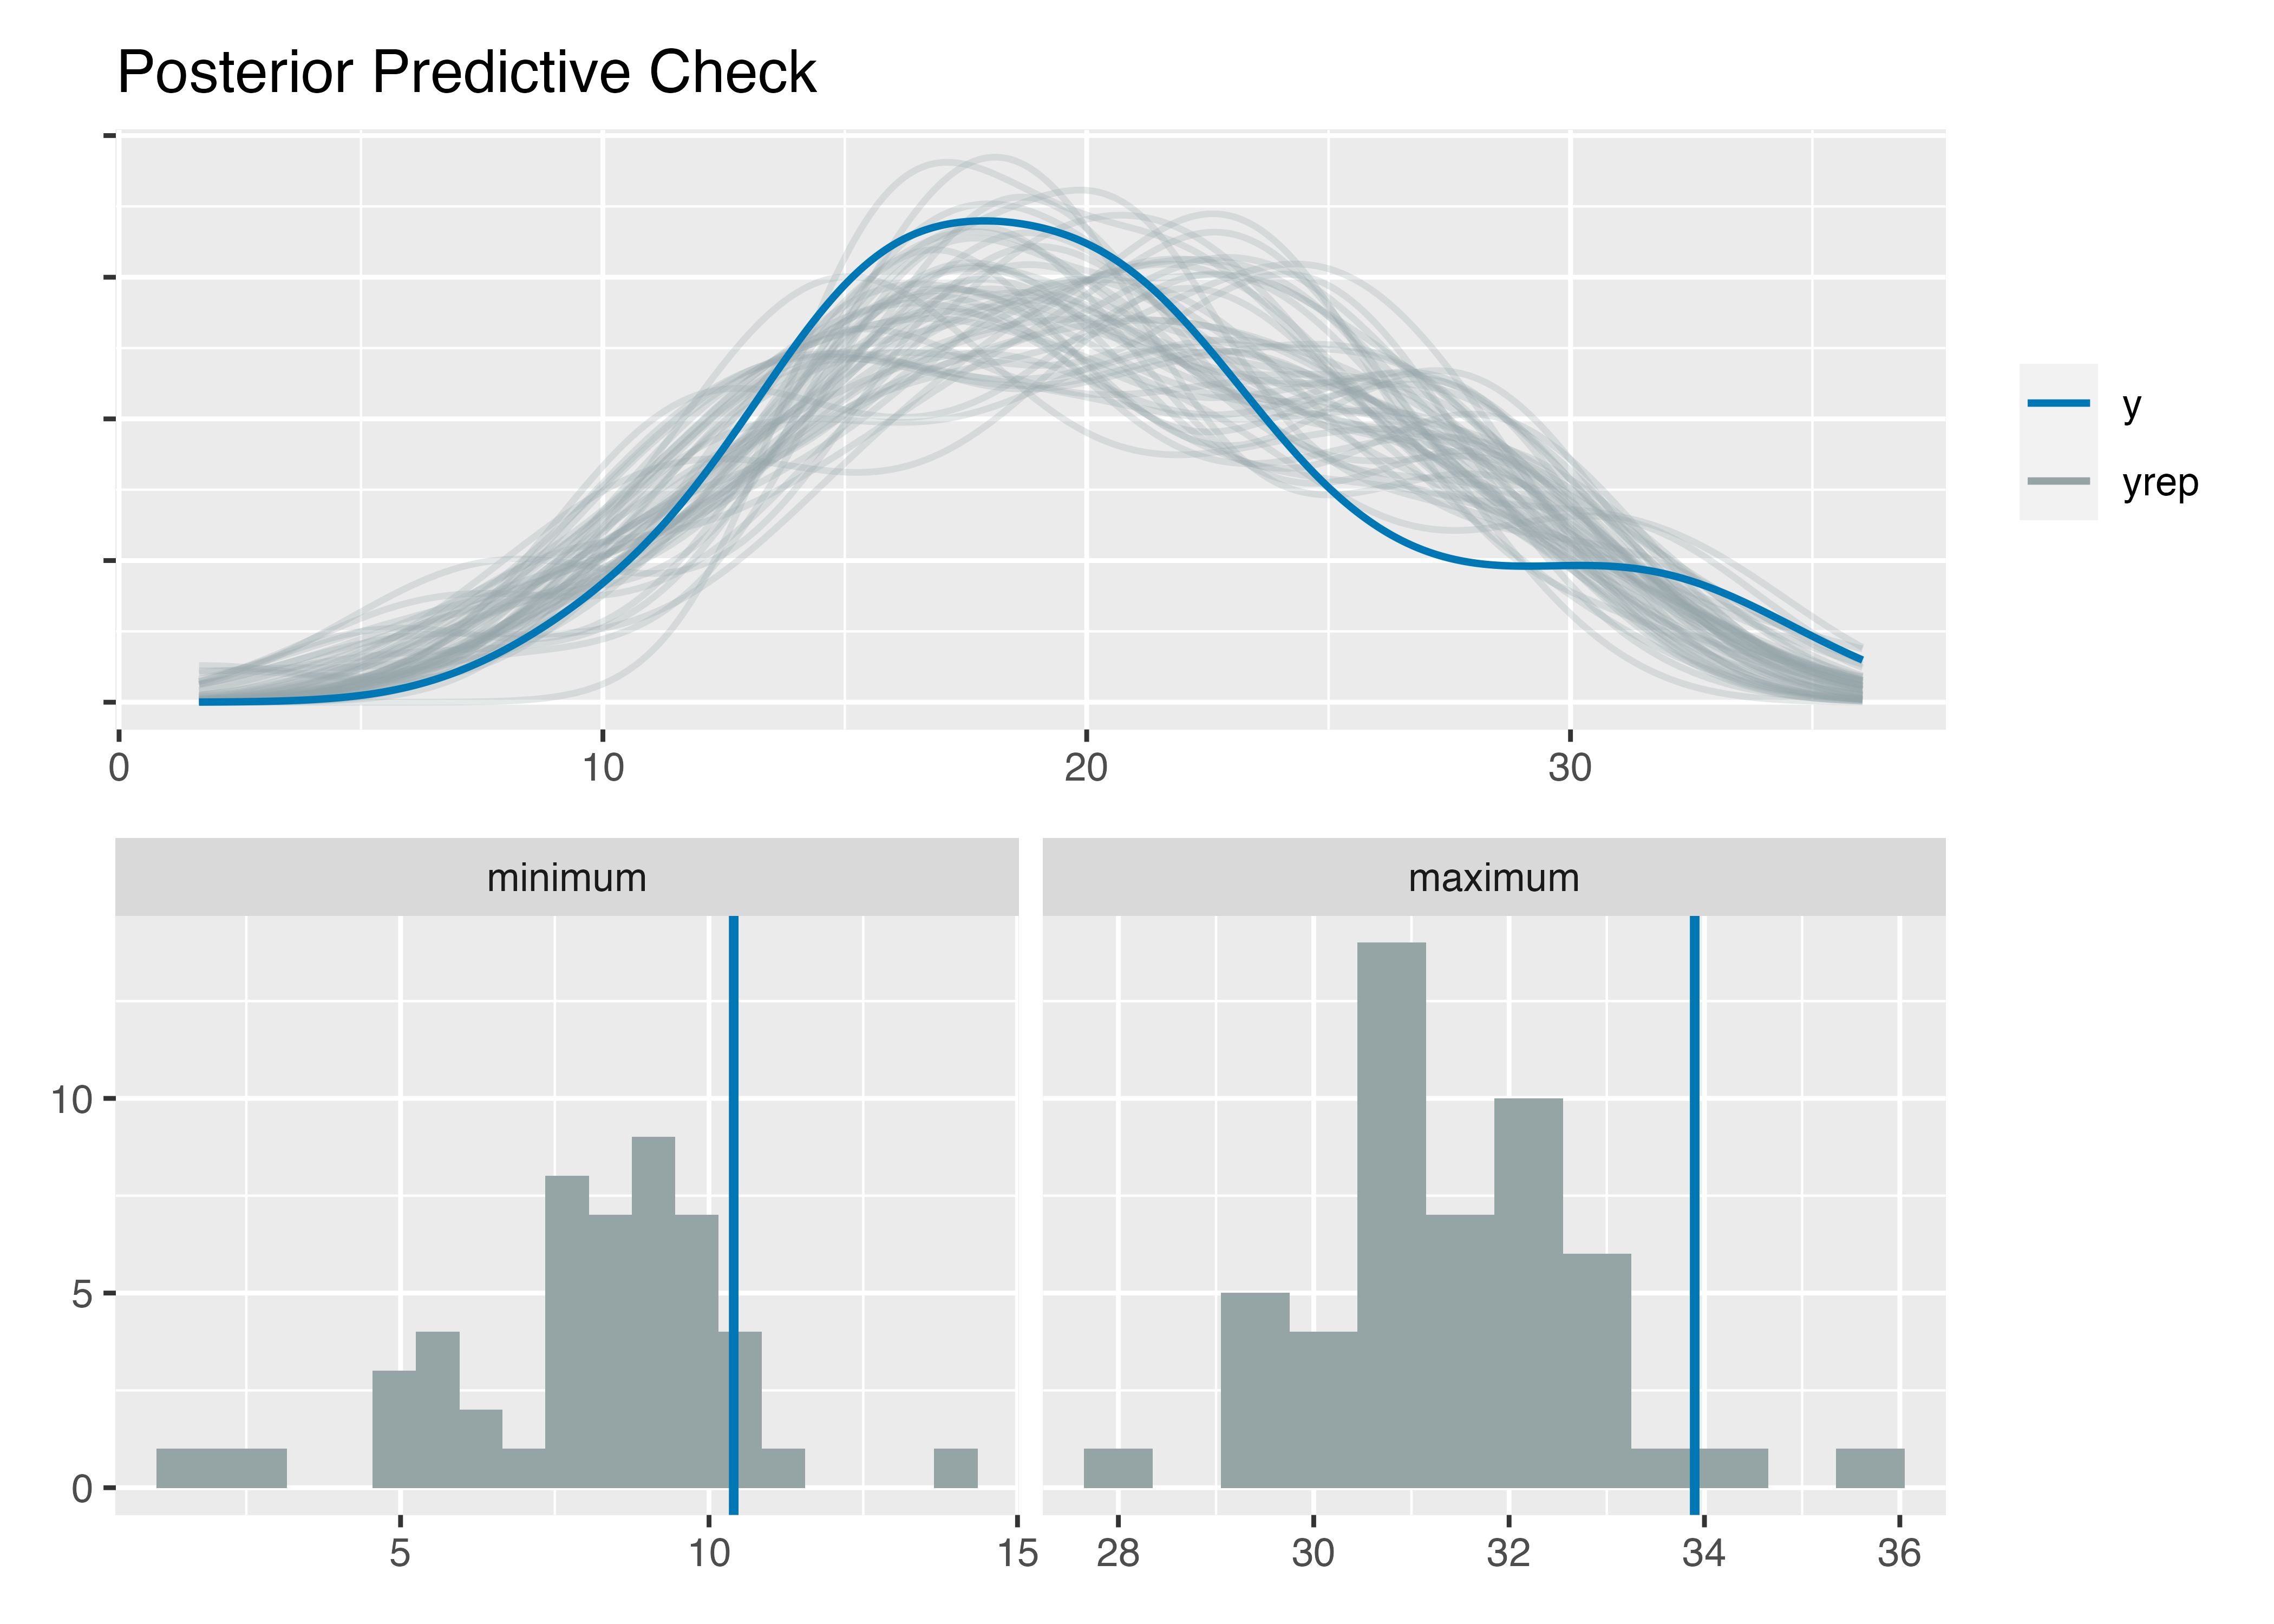 Posterior Predictive Check
y
yrep
0 10 20 30
minimum maximum
10
5
0
5 10 15 28 30 32 34 36